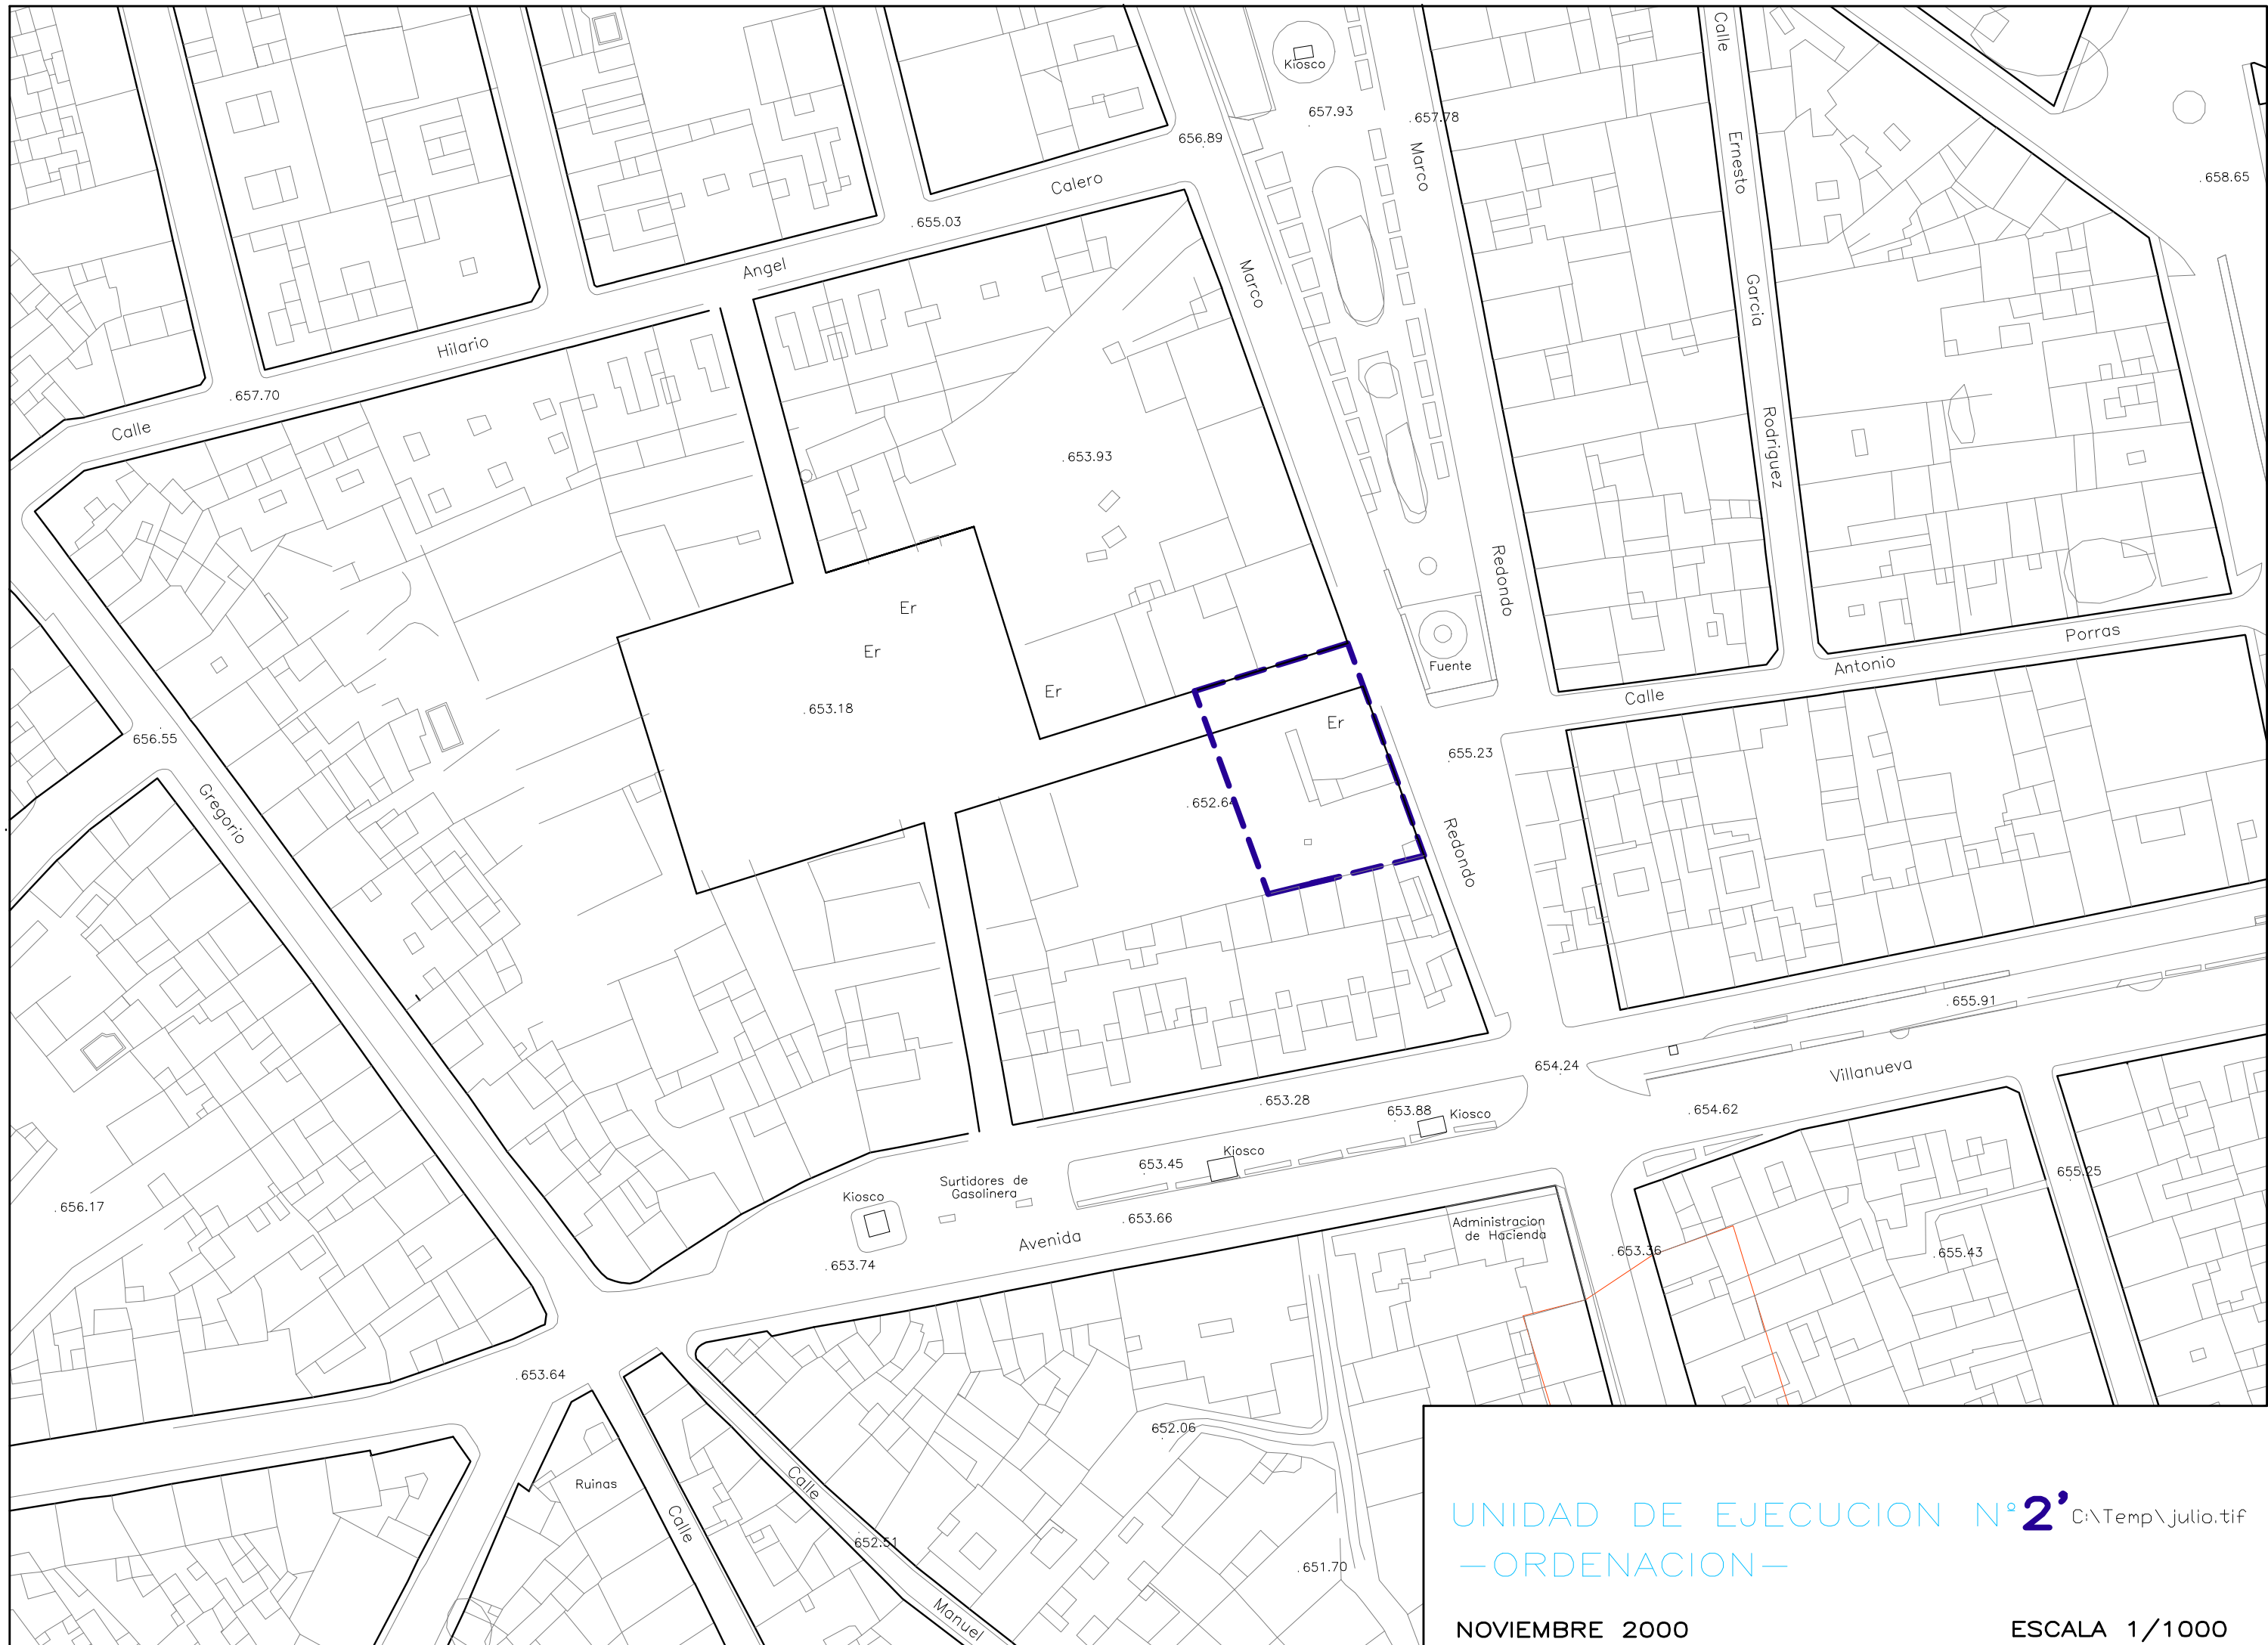 Kiosco
657.93
657.78
656.89
Calle
Ernesto
Garcia
Rodriguez
658.65
Marco
Redondo
Calero
655.03
Angel
Hilario
657.70
Calle
Marco
Redondo
653.93
Er
Er
Er
Er
653.18
Fuente
Calle
Antonio
Porras
656.55
Gregorio
655.23
652.64
655.91
654.24
Villanueva
654.62
653.28
653.88
Kiosco
Kiosco
653.45
655.25
656.17
Surtidores de
Gasolinera
Kiosco
653.66
Avenida
653.74
Administracion
de Hacienda
653.36
655.43
653.64
652.06
Ruinas
Calle
Calle
Manuel
652.51
651.70
UNIDAD DE EJECUCION Nº2' C:\Temp\julio.tif
—ORDENACION—
NOVIEMBRE 2000
ESCALA 1/1000